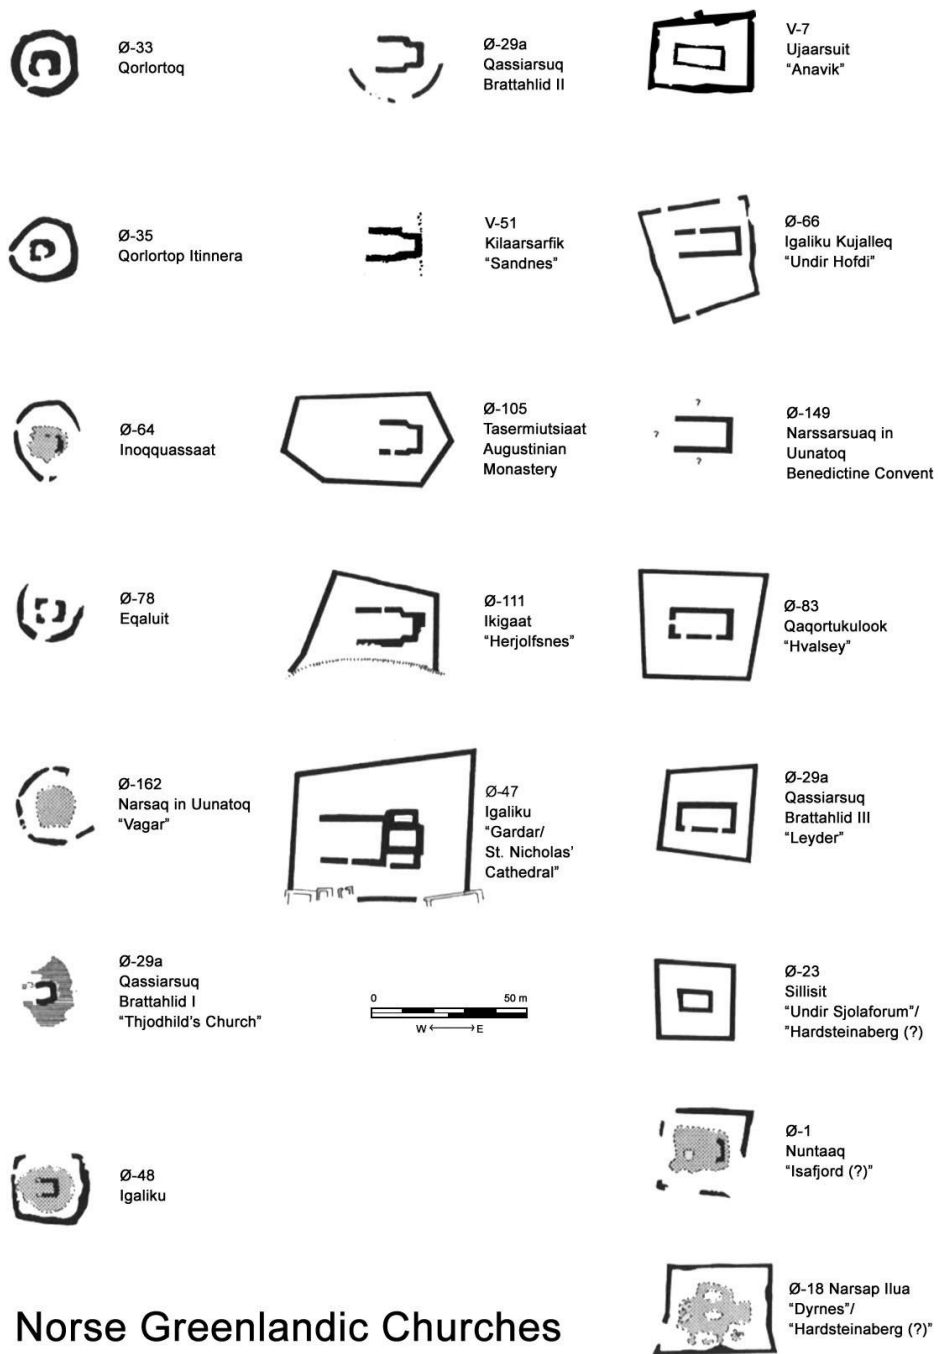 Ø-33
Qorlortoq
Ø-29a
Qassiarsuq
Brattahlid II
V-7
Ujaarsuit
“Anavik”
Ø-35
Qorlortop Itinnera
V-51
Kilaarsarfik
“Sandnes”
Ø-66
Igaliku Kujalleq
“Undir Hofdi”
Ø-64
Inoqquassaat
Ø-105
Tasermiutsiaat
Augustinian
Monastery
?
?
?
Ø-149
Narssarsuaq in
Uunatoq
Benedictine Convent
Ø-78
Eqaluit
Ø-111
Ikigaat
“Herjolfsnes”
Ø-83
Qaqortukulook
“Hvalsey”
Ø-162
Narsaq in Uunatoq
“Vagar”
Ø-47
Igaliku
“Gardar/
St. Nicholas’
Cathedral”
Ø-29a
Qassiarsuq
Brattahlid III
“Leyder”
Ø-29a
Qassiarsuq
Brattahlid I
“Thjodhild’s Church”
0 50 m
W ⟷ E
Ø-23
Sillisit
“Undir Sjolaforum”/
“Hardsteinaberg (?)
Ø-48
Igaliku
Ø-1
Nuntaaq
“Isafjord (?)”
Ø-18 Narsap Ilua
“Dyrnes”/
“Hardsteinaberg (?)”
Norse Greenlandic Churches